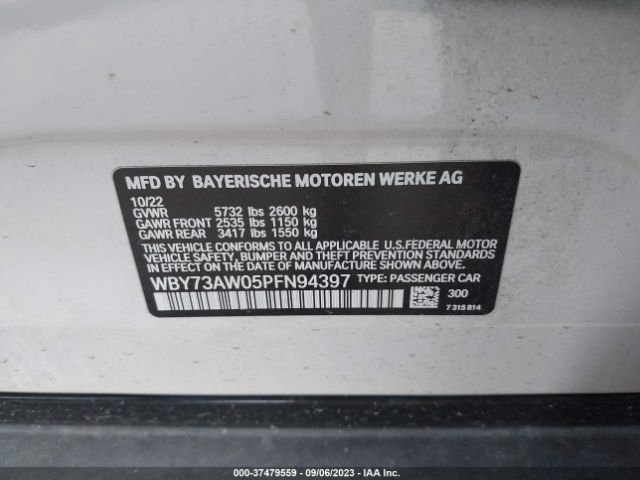 MFD BY BAYERISCHE MOTOREN WERKE AG
10/22
GVWR 5732 lbs 2600 kg
GAWR FRONT 2535 lbs 1150 kg
GAWR REAR 3417 lbs 1550 kg
THIS VEHICLE CONFORMS TO ALL APPLICABLE U.S.FEDERAL MOTOR
VEHICLE SAFETY, BUMPER AND THEFT PREVENTION STANDARDS
IN EFFECT ON THE DATE OF MANUFACTURE SHOWN ABOVE.
WBY73AW05PFN94397 TYPE: PASSENGER CAR
300
7 315 814
000-37479559 - 09/06/2023 - IAA Inc.